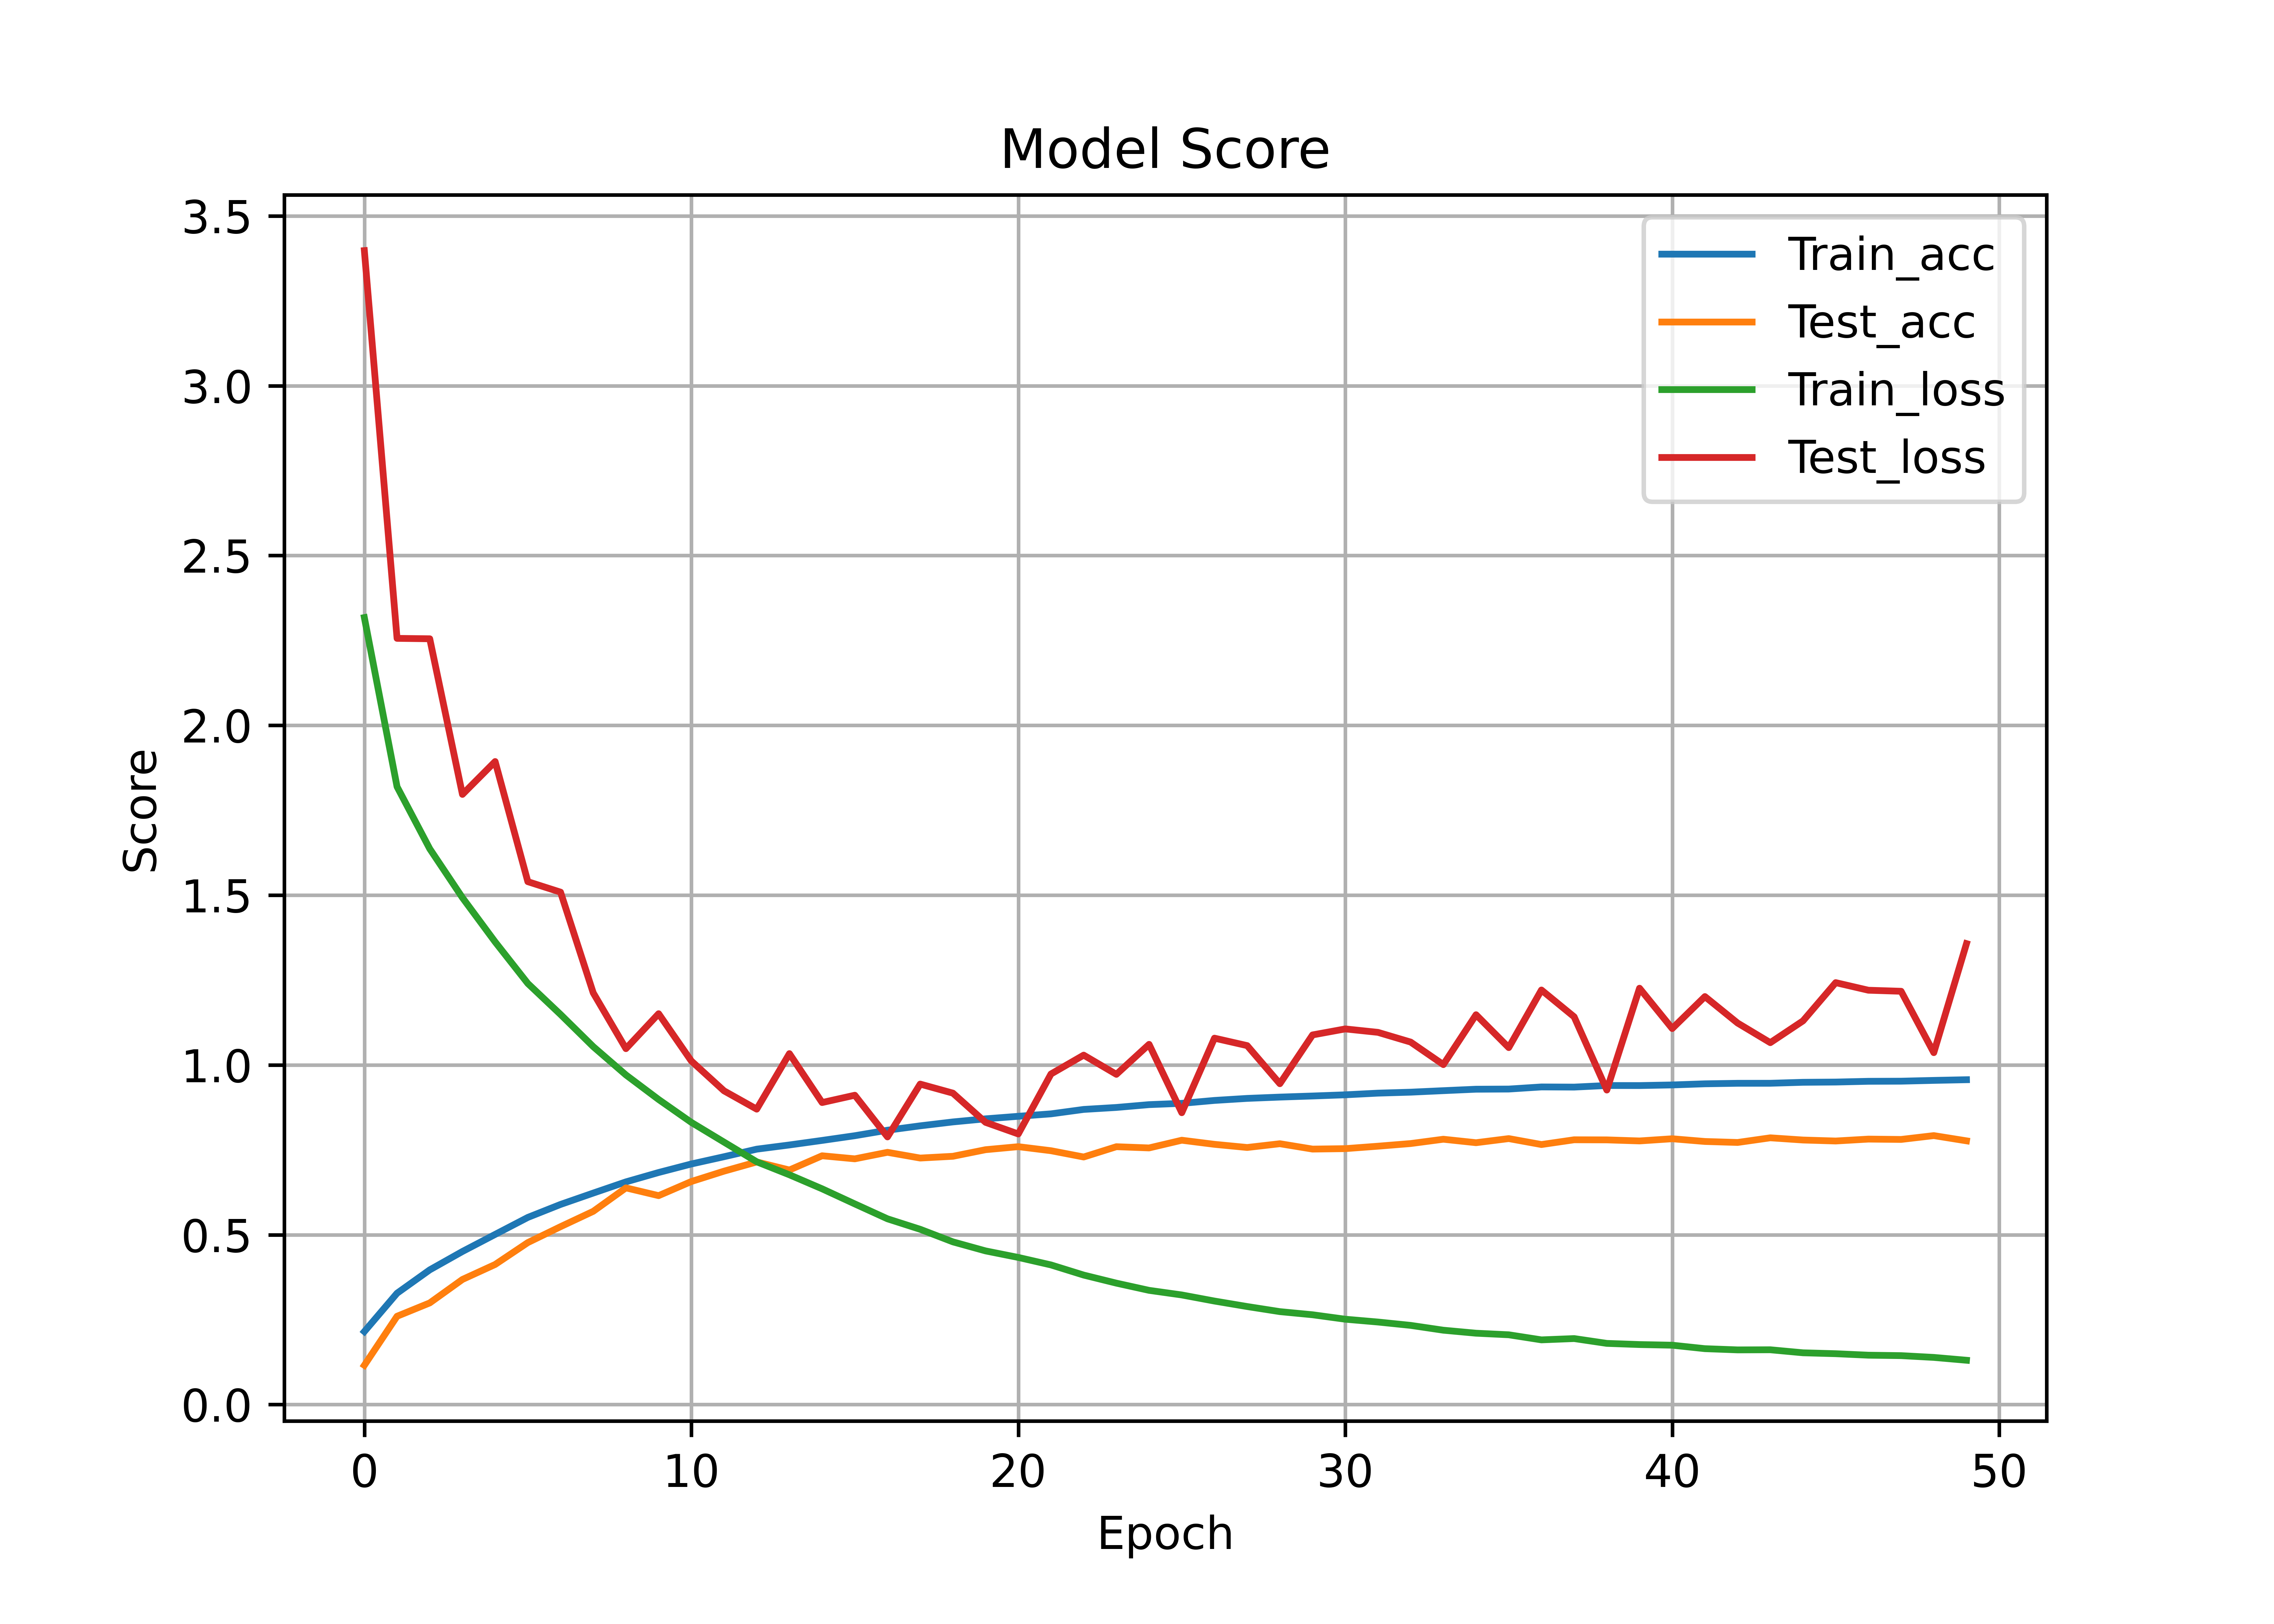 Model Score
3.5
3.0
2.5
2.0
1.5
1.0
0.5
0.0
Score
0 10 20 30 40 50
Epoch
Train_acc
Test_acc
Train_loss
Test_loss